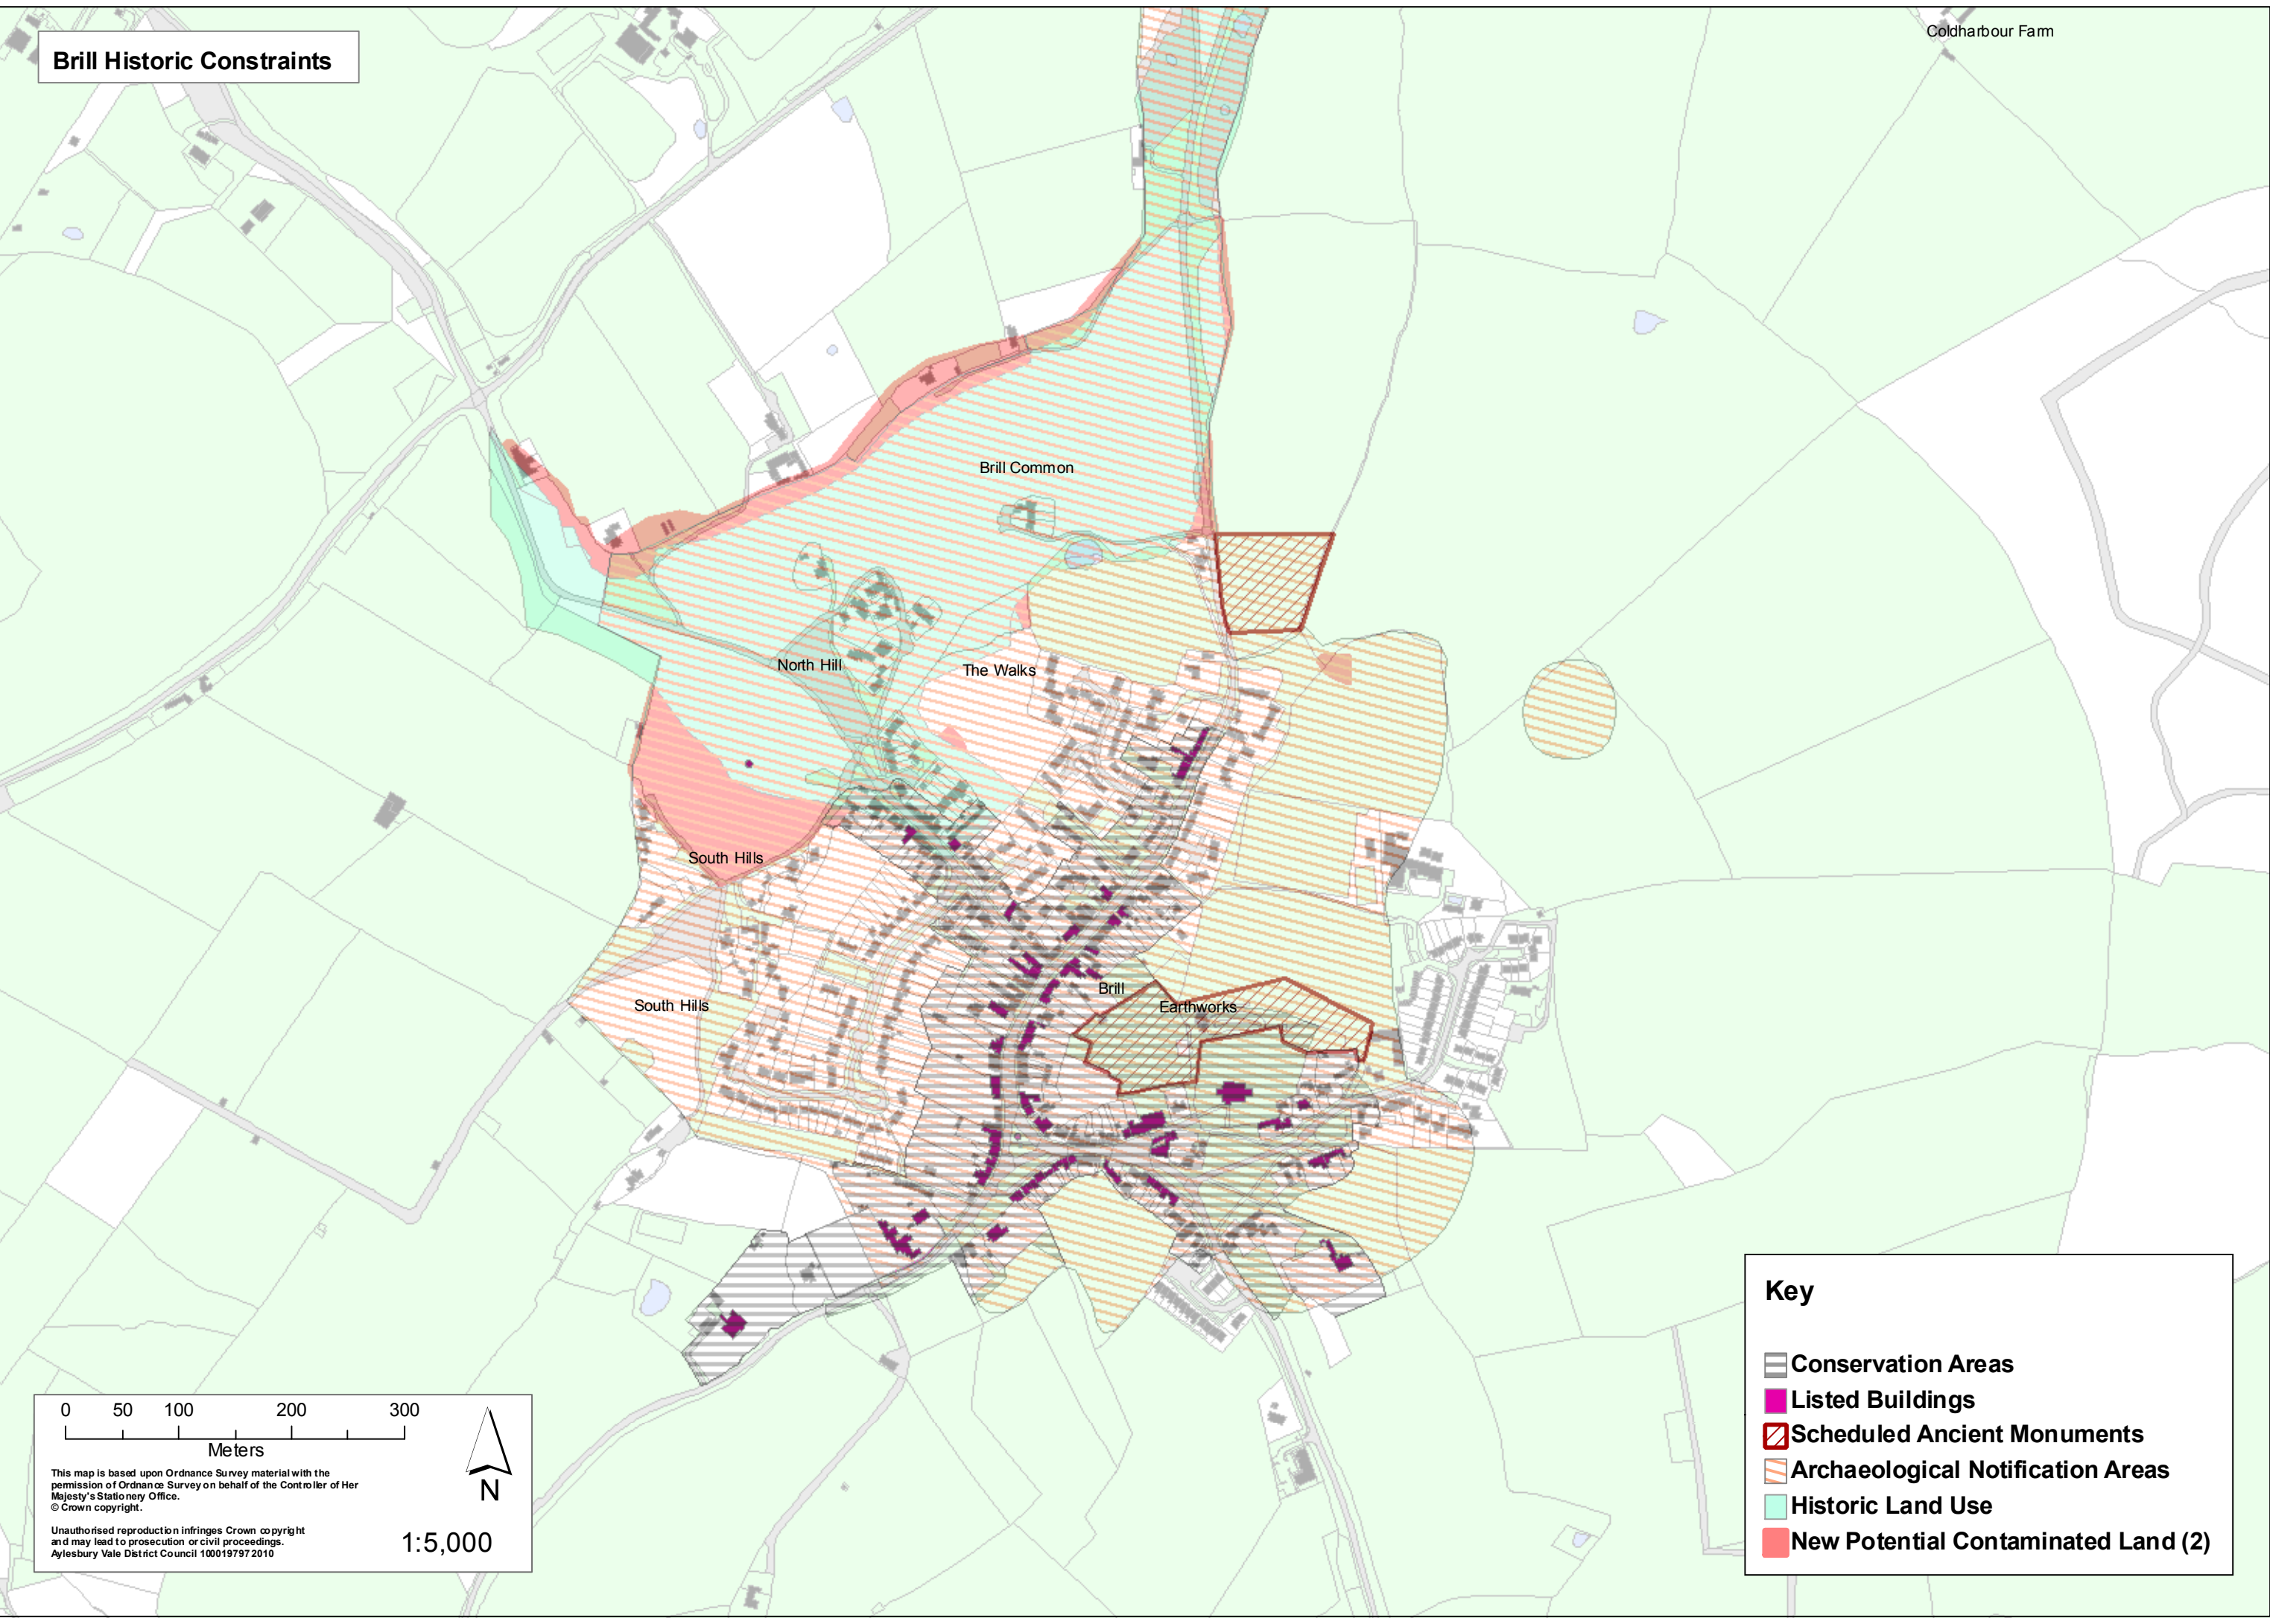 Brill Historic Constraints
Coldharbour Farm
Brill Common
North Hill
The Walks
South Hills
Brill
Earthworks
South Hills
Key
Conservation Areas
Listed Buildings
Scheduled Ancient Monuments
Archaeological Notification Areas
Historic Land Use
New Potential Contaminated Land (2)
0 50 100 200 300
Meters
N
This map is based upon Ordnance Survey material with the
permission of Ordnance Survey on behalf of the Controller of Her
Majesty's Stationery Office.
© Crown copyright.
Unauthorised reproduction infringes Crown copyright
and may lead to prosecution or civil proceedings.
Aylesbury Vale District Council 100019797 2010
1:5,000